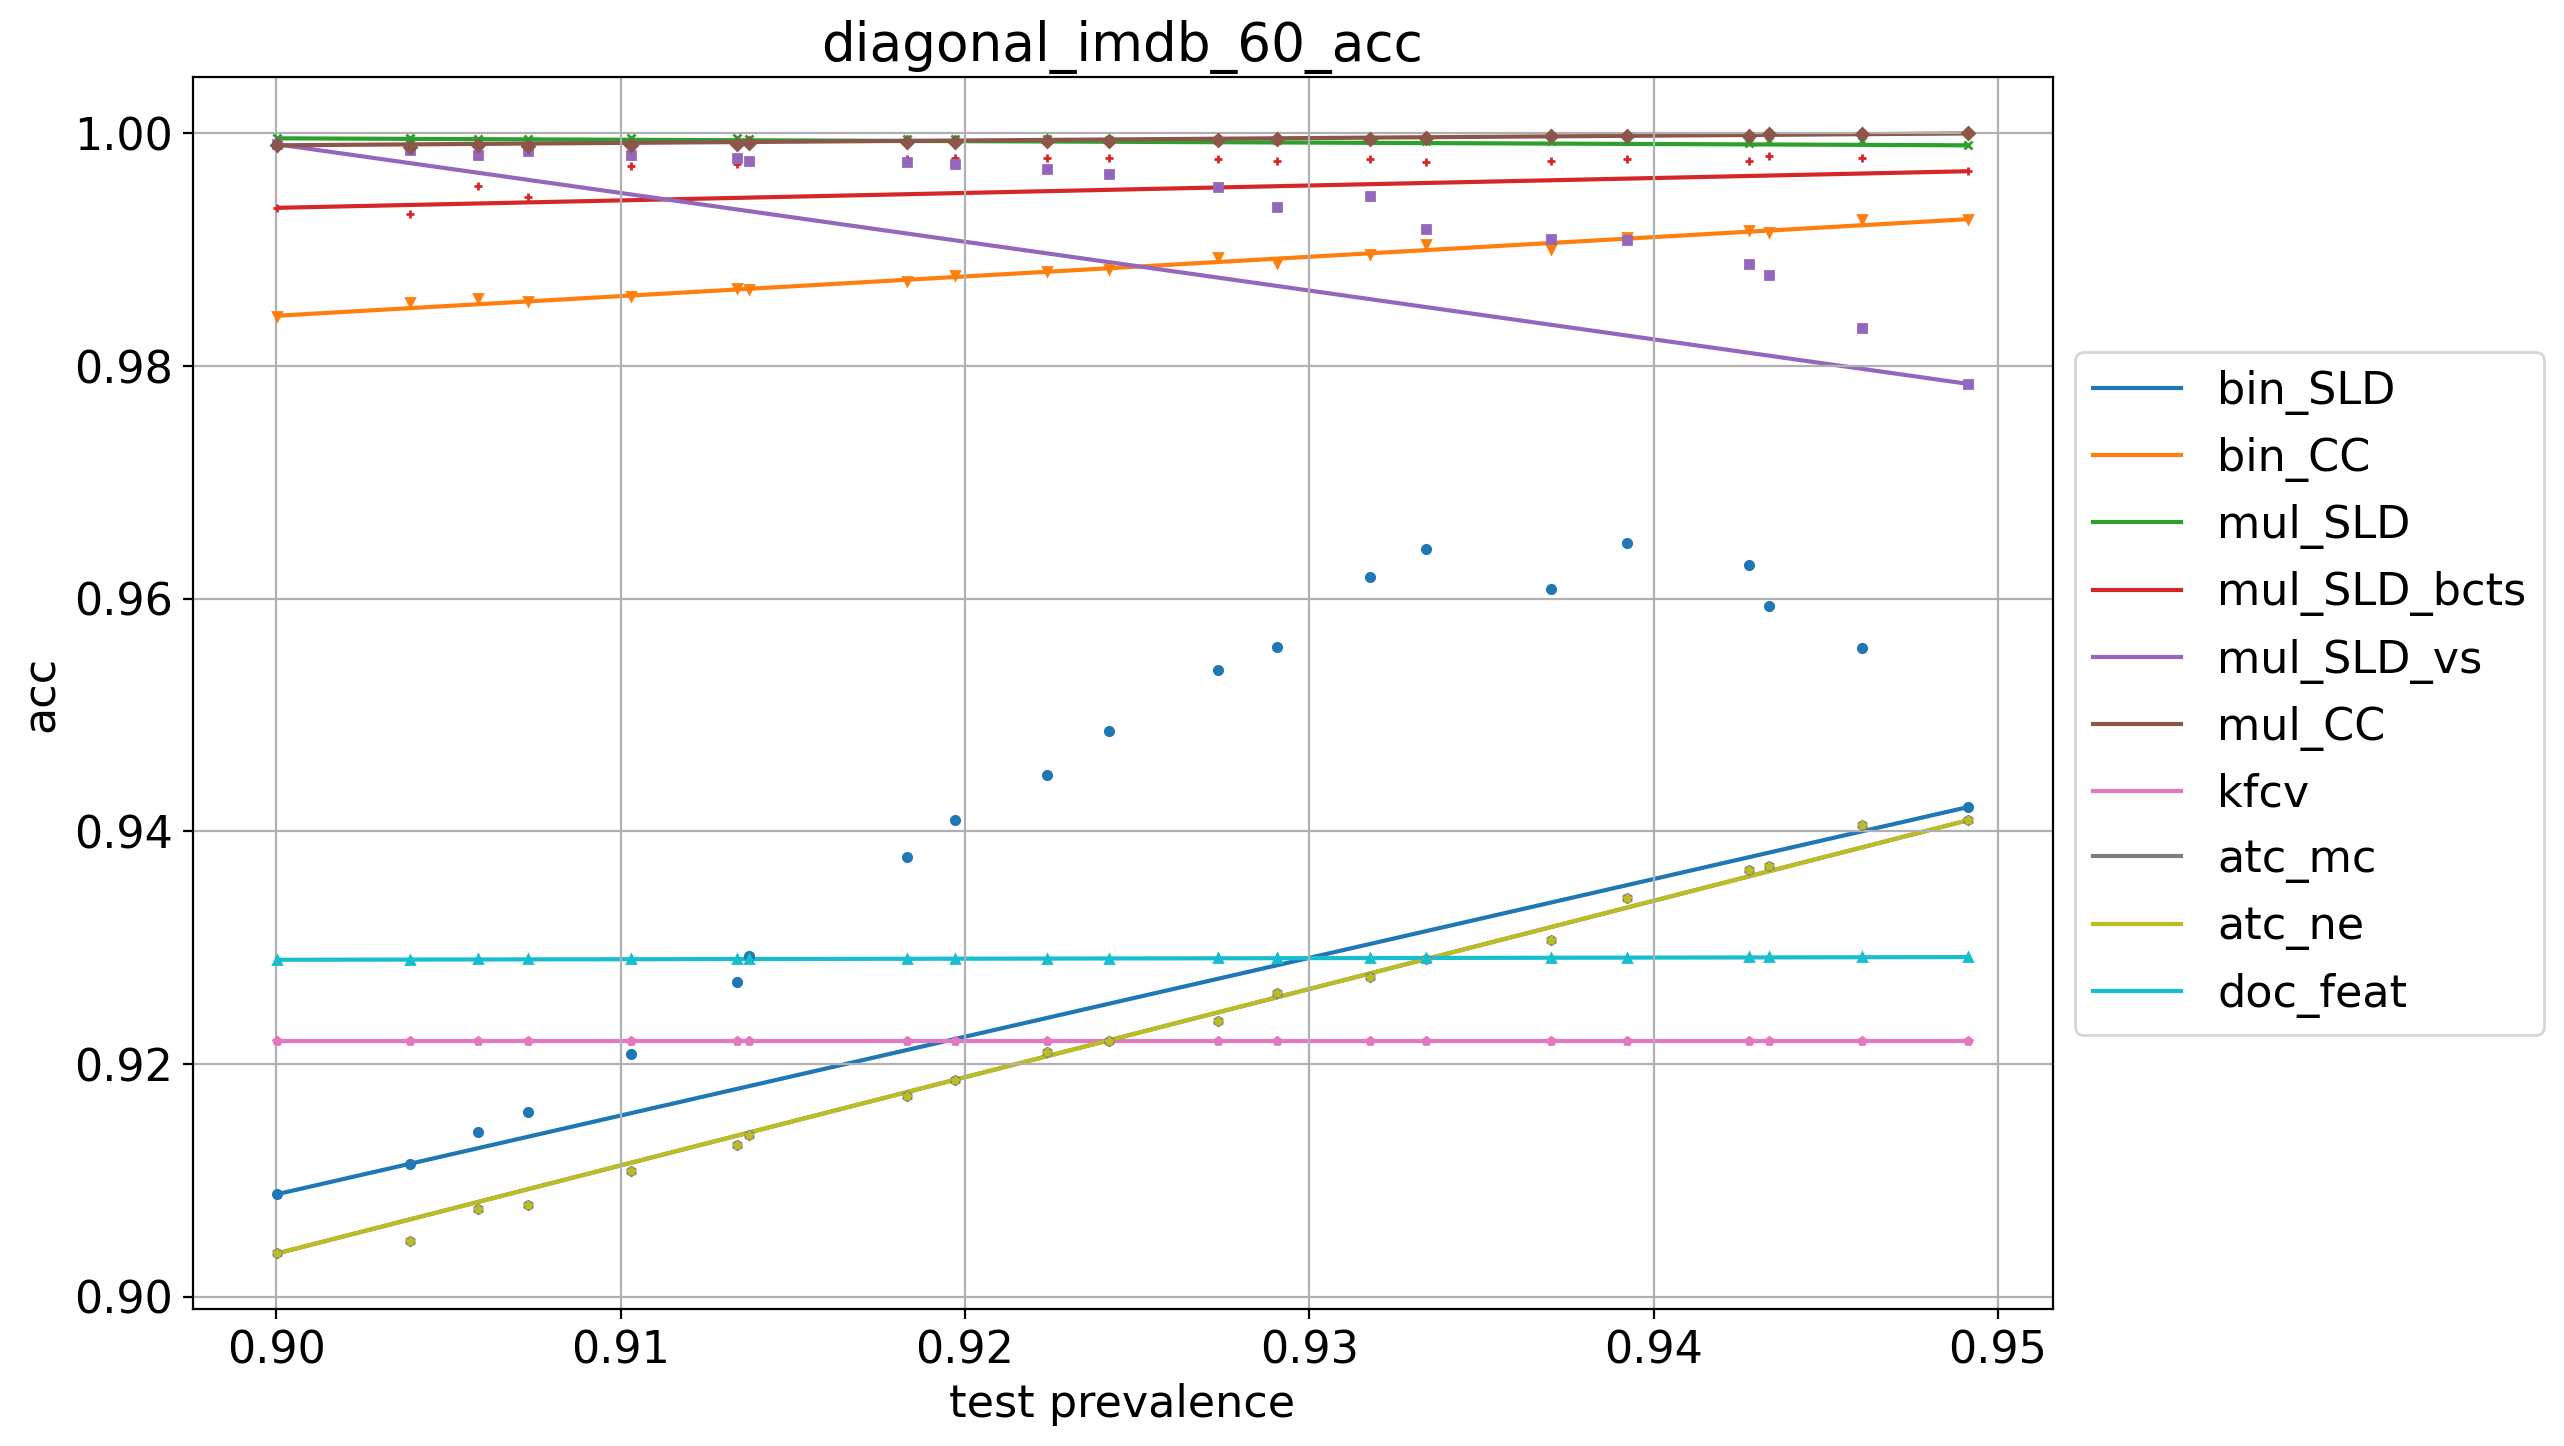 diagonal_imdb_60_acc
1.00
0.98
0.96
0.94
0.92
0.90
acc
0.90 0.91 0.92 0.93 0.94 0.95
test prevalence
bin_SLD
bin_CC
mul_SLD
mul_SLD_bcts
mul_SLD_vs
mul_CC
kfcv
atc_mc
atc_ne
doc_feat